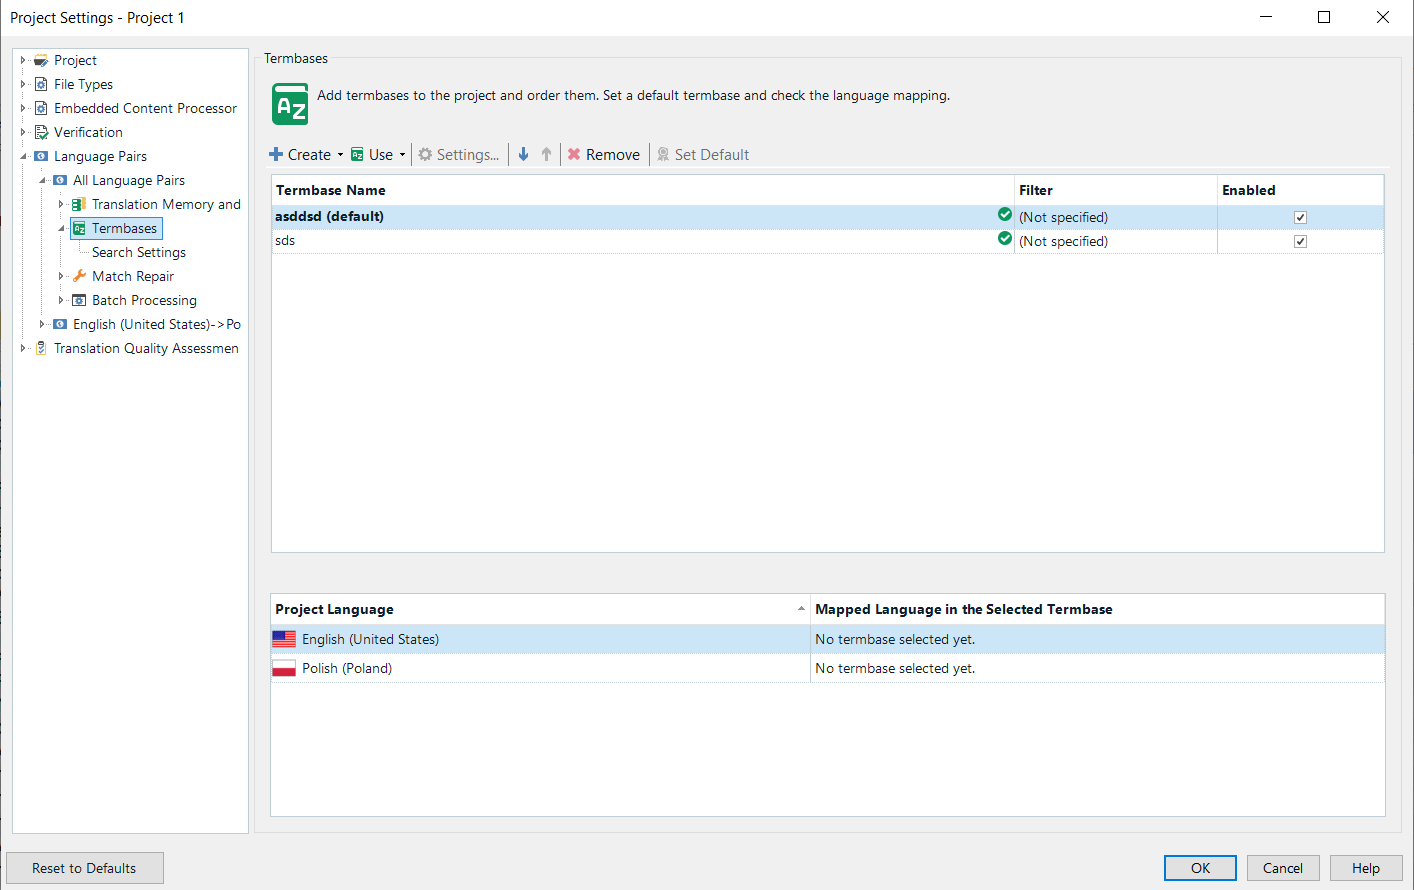 Project Settings - Project 1
Project
File Types
Embedded Content Processor
Verification
Language Pairs
All Language Pairs
Translation Memory and
Termbases
Search Settings
Match Repair
Batch Processing
English (United States)->Po
Translation Quality Assessmen
Termbases
Add termbases to the project and order them. Set a default termbase and check the language mapping.
Create Use Settings... Remove Set Default
Termbase Name Filter Enabled
asddsd (default) (Not specified)
sds (Not specified)
Project Language Mapped Language in the Selected Termbase
English (United States) No termbase selected yet.
Polish (Poland) No termbase selected yet.
Reset to Defaults OK Cancel Help